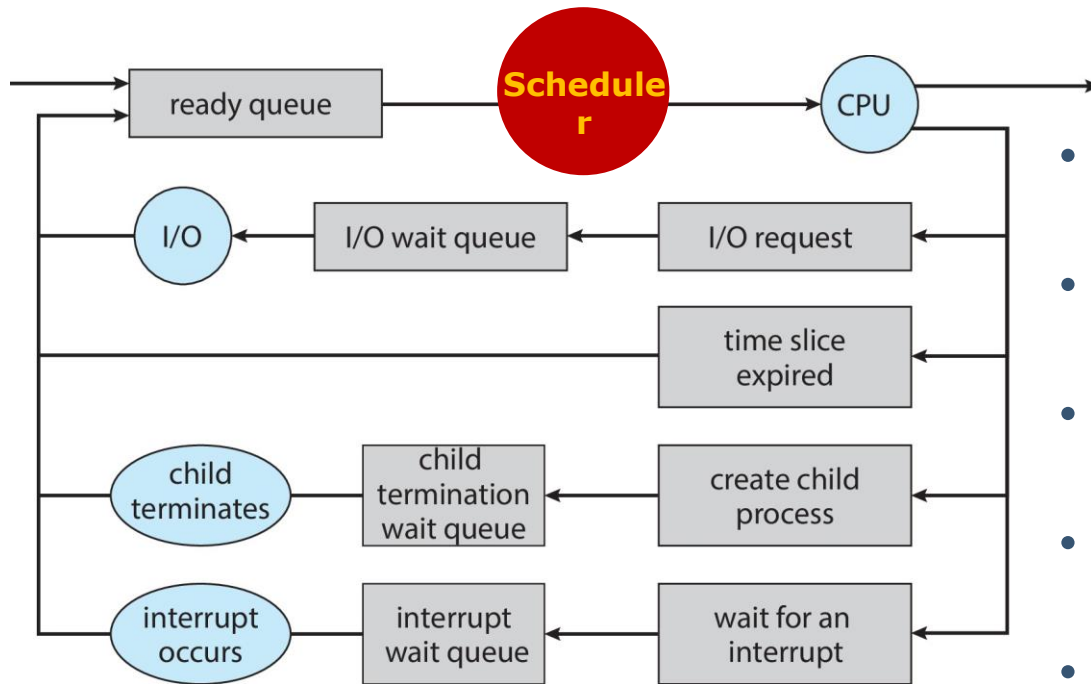 Schedule
r
ready queue
CPU
I/O
I/O wait queue
I/O request
time slice
expired
child
terminates
child
termination
wait queue
create child
process
interrupt
occurs
interrupt
wait queue
wait for an
interrupt